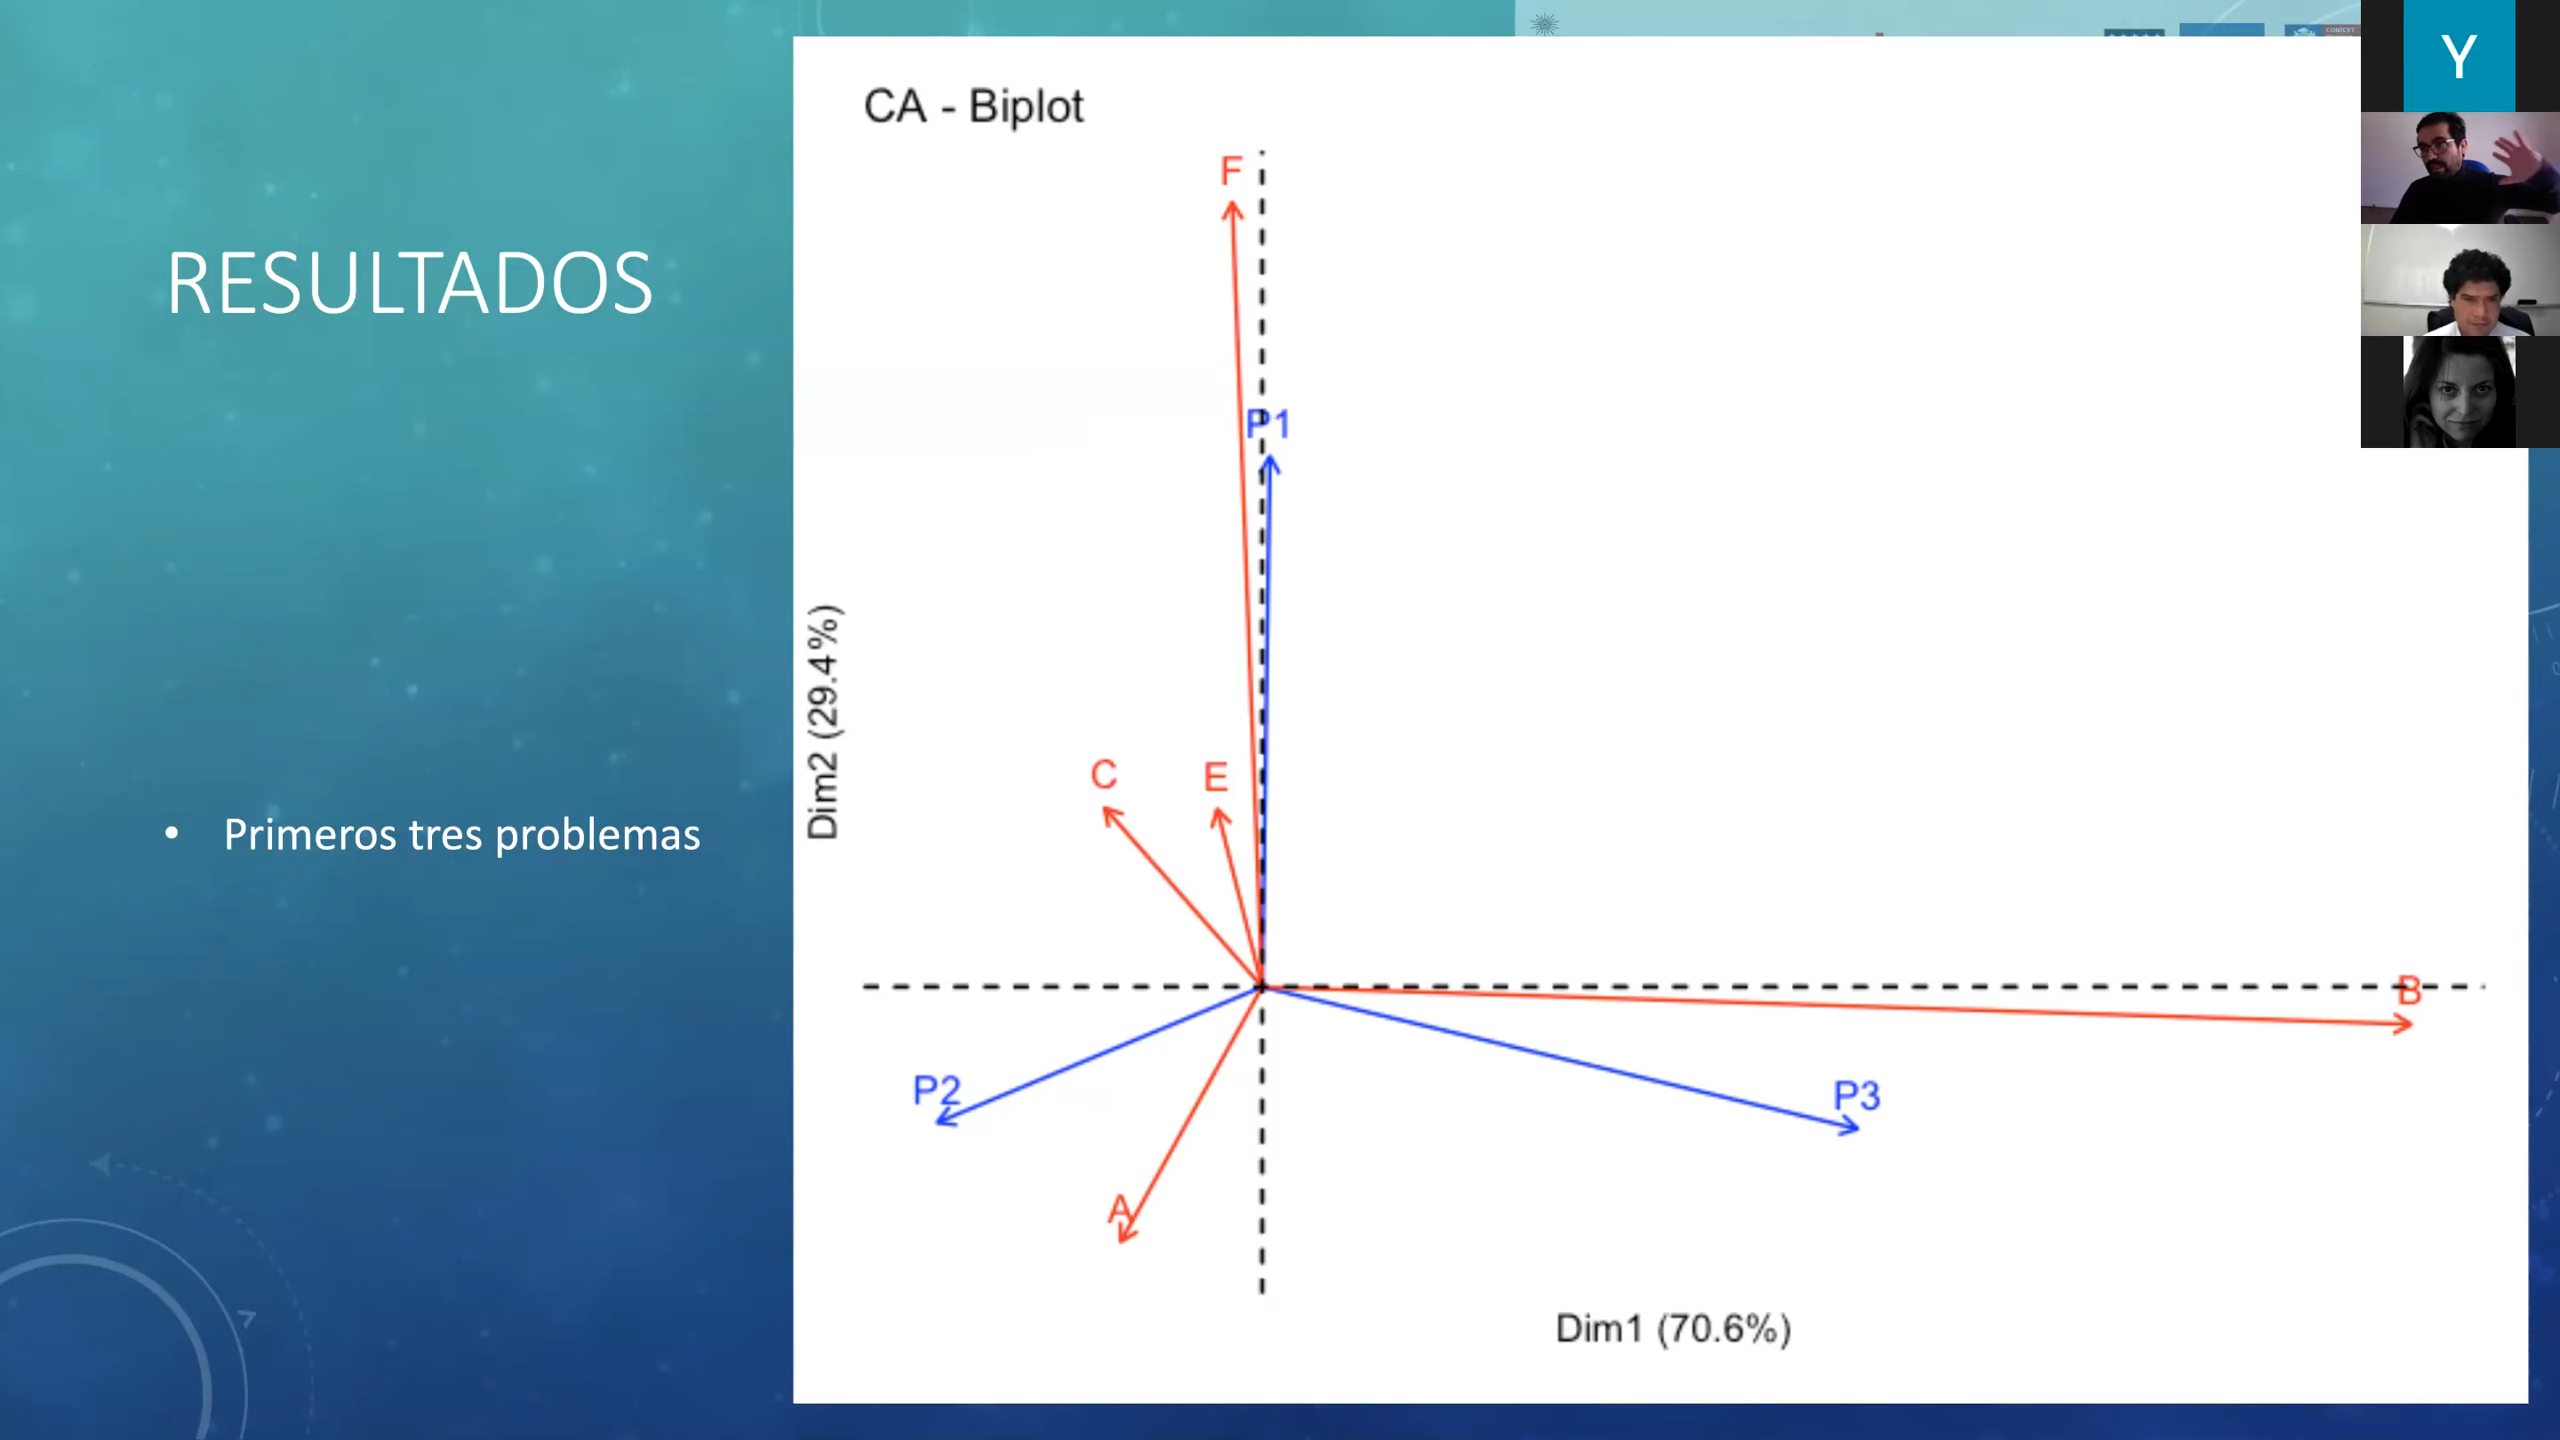 RESULTADOS
• Primeros tres problemas
CA - Biplot
F
P1
C
E
B
P2
P3
A
Dim2 (29.4%)
Dim1 (70.6%)
Y